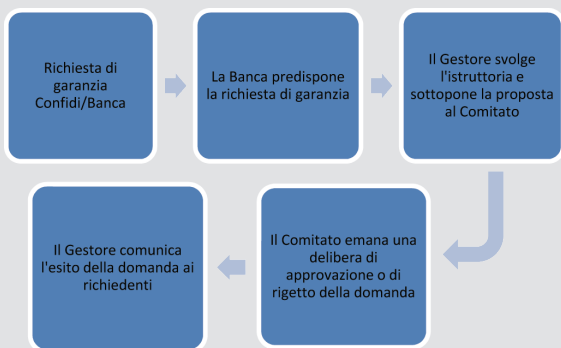 Richiesta di
garanzia
Confidi/Banca
La Banca predispone
la richiesta di garanzia
Il Gestore svolge
l'istruttoria e
sottopone la proposta
al Comitato
Il Comitato emana una
delibera di
approvazione o di
rigetto della domanda
Il Gestore comunica
l'esito della domanda ai
richiedenti